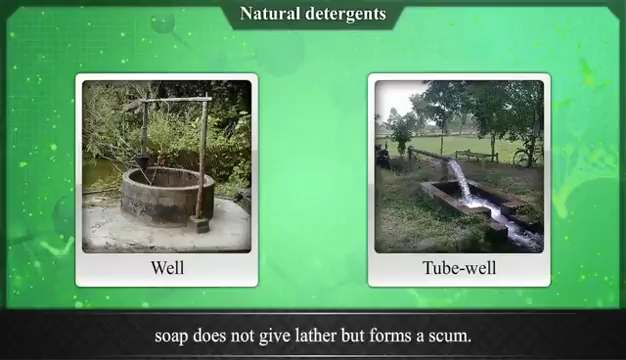 Natural detergents
Well
Tube-well
soap does not give lather but forms a scum.